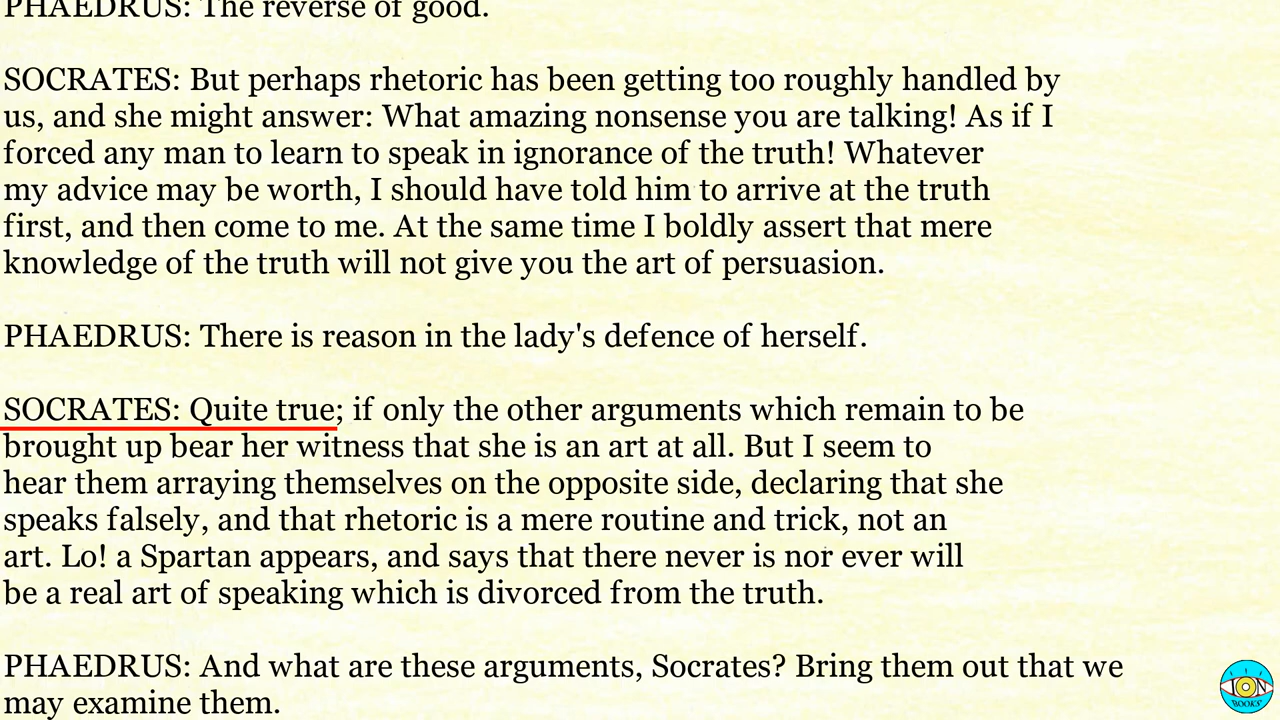 PHAEDRUS: The reverse of good.
SOCRATES: But perhaps rhetoric has been getting too roughly handled by
us, and she might answer: What amazing nonsense you are talking! As if I
forced any man to learn to speak in ignorance of the truth! Whatever
my advice may be worth, I should have told him to arrive at the truth
first, and then come to me. At the same time I boldly assert that mere
knowledge of the truth will not give you the art of persuasion.
PHAEDRUS: There is reason in the lady's defence of herself.
SOCRATES: Quite true; if only the other arguments which remain to be
brought up bear her witness that she is an art at all. But I seem to
hear them arraying themselves on the opposite side, declaring that she
speaks falsely, and that rhetoric is a mere routine and trick, not an
art. Lo! a Spartan appears, and says that there never is nor ever will
be a real art of speaking which is divorced from the truth.
PHAEDRUS: And what are these arguments, Socrates? Bring them out that we
may examine them.
ION
BOOKS